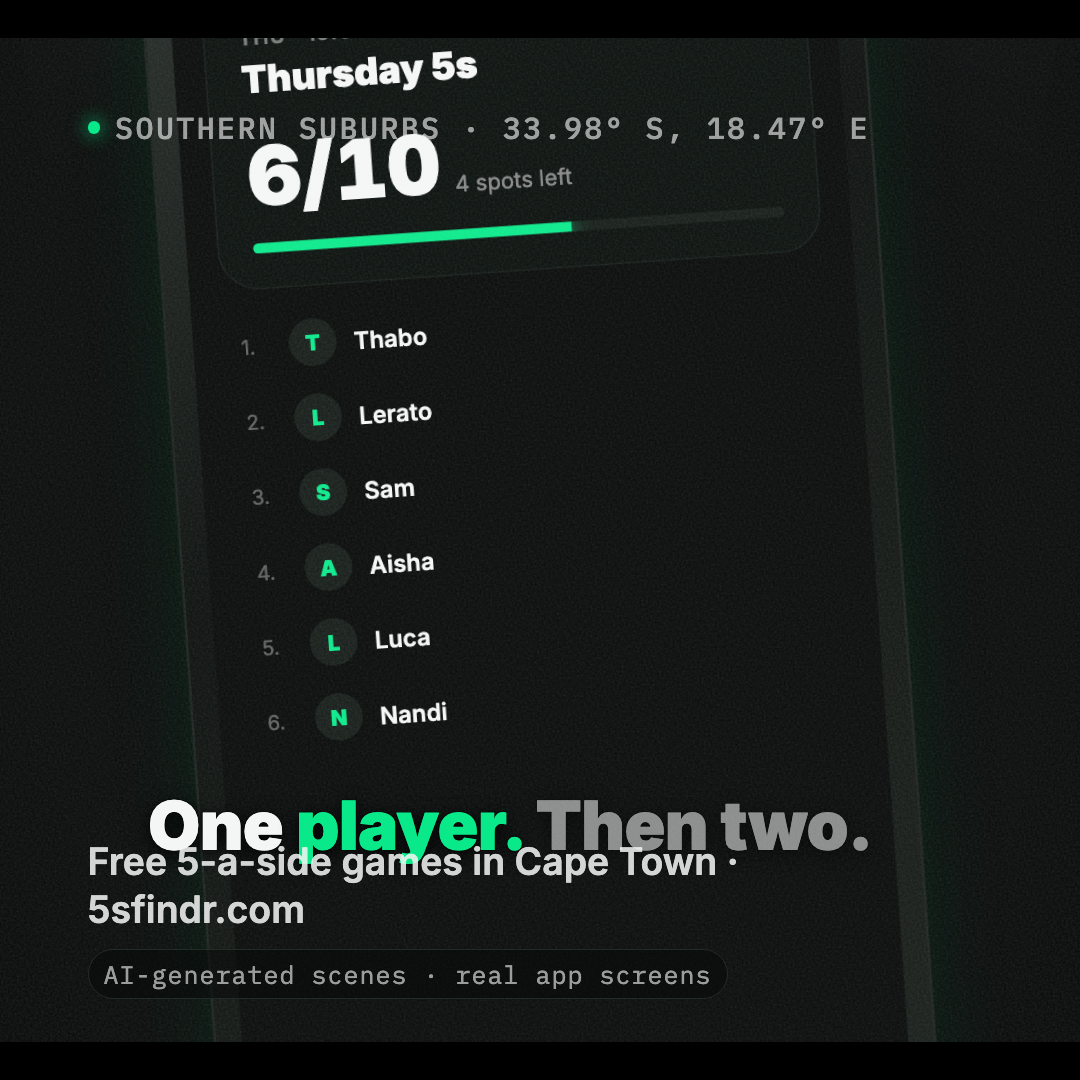 Thursday 5s
SOUTHERN SUBURBS · 33.98° S, 18.47° E
6/10 4 spots left
1. T Thabo
2. L Lerato
3. S Sam
4. A Aisha
5. L Luca
6. N Nandi
One player. Then two.
Free 5-a-side games in Cape Town ·
5sfindr.com
AI-generated scenes · real app screens